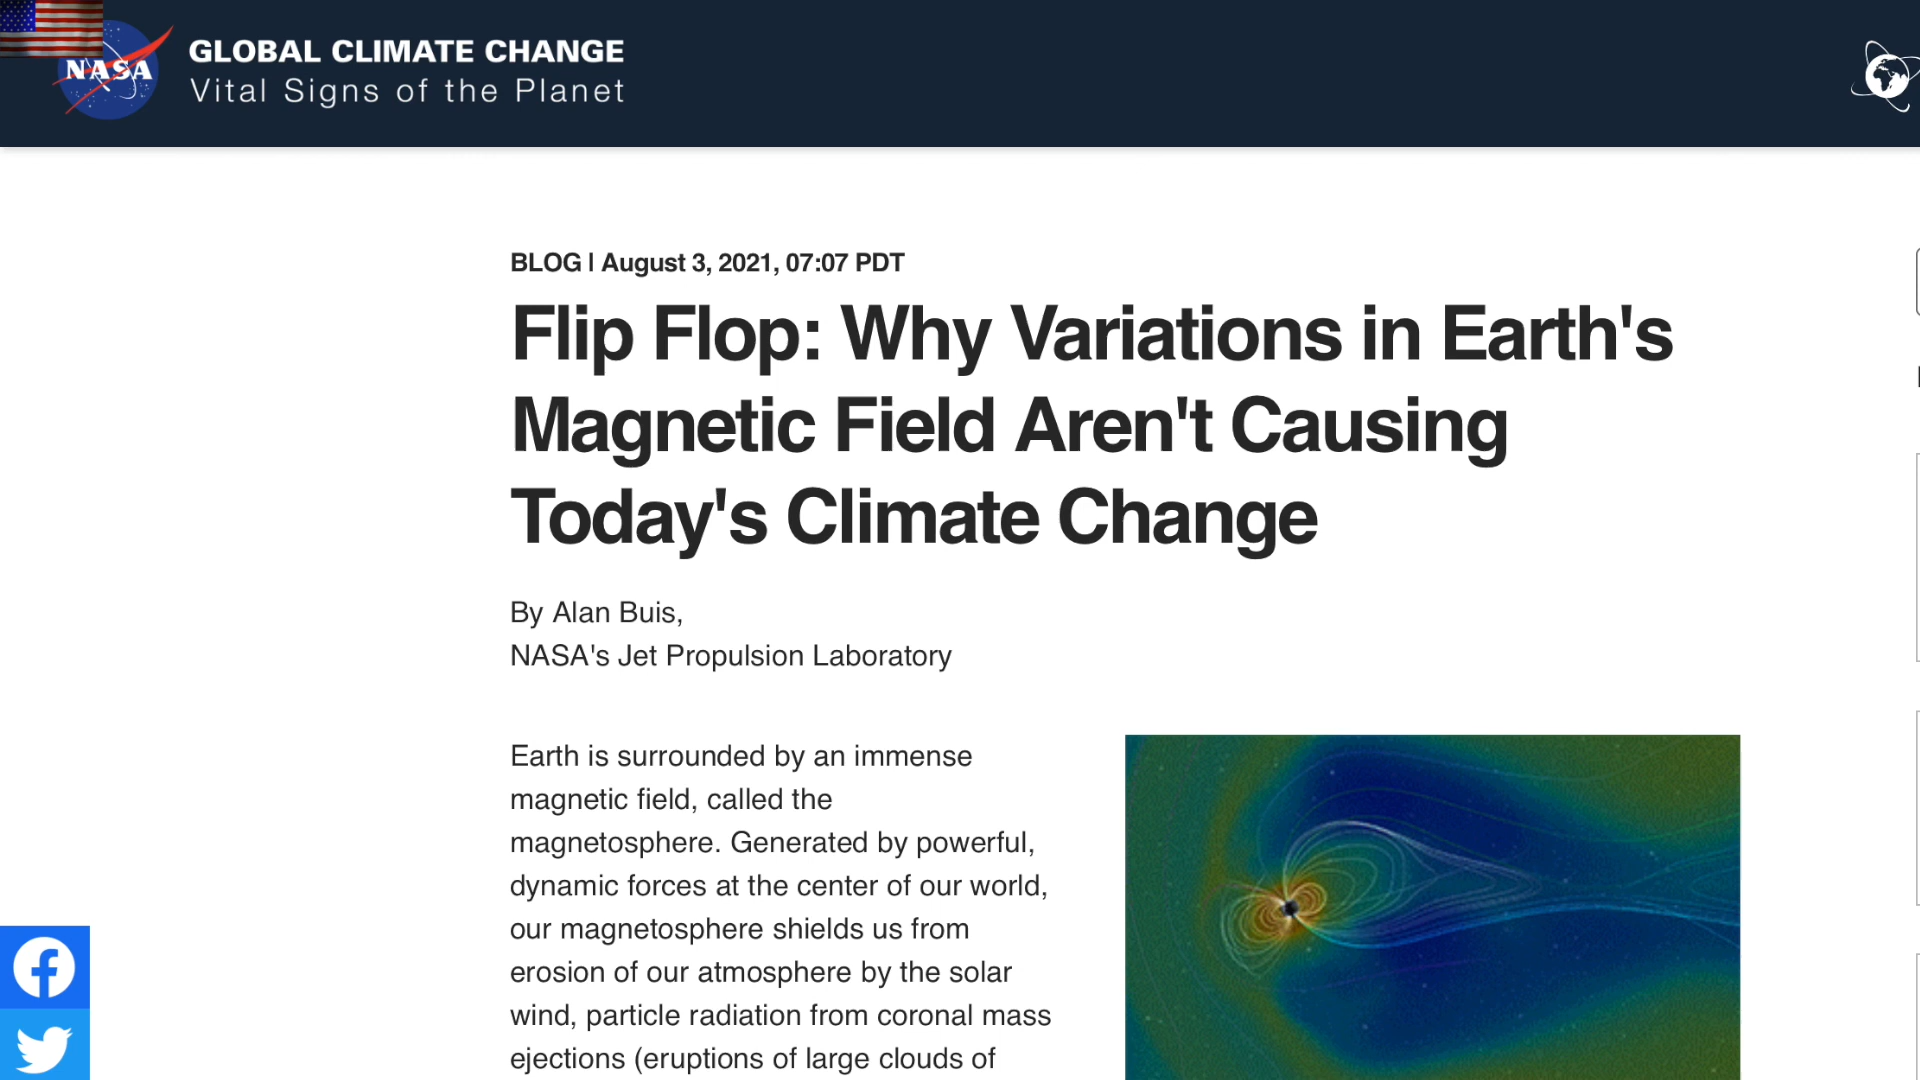 NASA
GLOBAL CLIMATE CHANGE
Vital Signs of the Planet
BLOG | August 3, 2021, 07:07 PDT
Flip Flop: Why Variations in Earth's
Magnetic Field Aren't Causing
Today's Climate Change
By Alan Buis,
NASA's Jet Propulsion Laboratory
Earth is surrounded by an immense
magnetic field, called the
magnetosphere. Generated by powerful,
dynamic forces at the center of our world,
our magnetosphere shields us from
erosion of our atmosphere by the solar
wind, particle radiation from coronal mass
ejections (eruptions of large clouds of